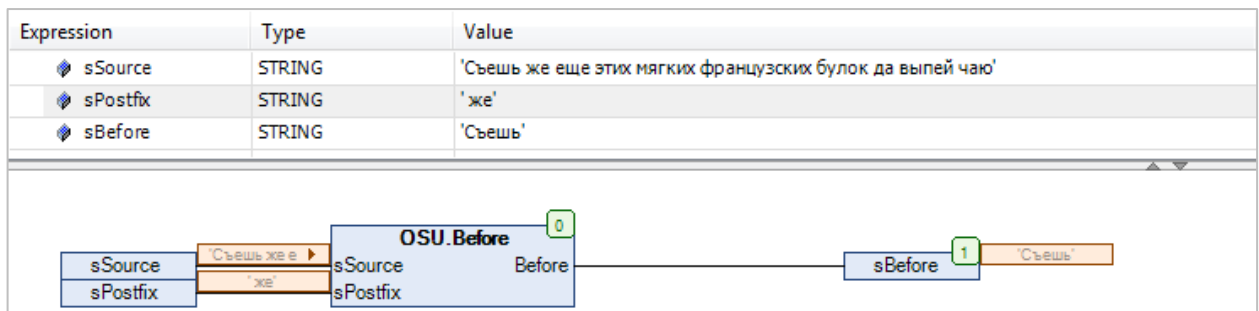 Expression Type Value
sSource STRING 'Съешь же еще этих мягких французских булок да выпей чаю'
sPostfix STRING ' же'
sBefore STRING 'Съешь'
0
OSU.Before
'Съешь же е
sSource sSource Before sBefore 1 'Съешь'
' же'
sPostfix sPostfix